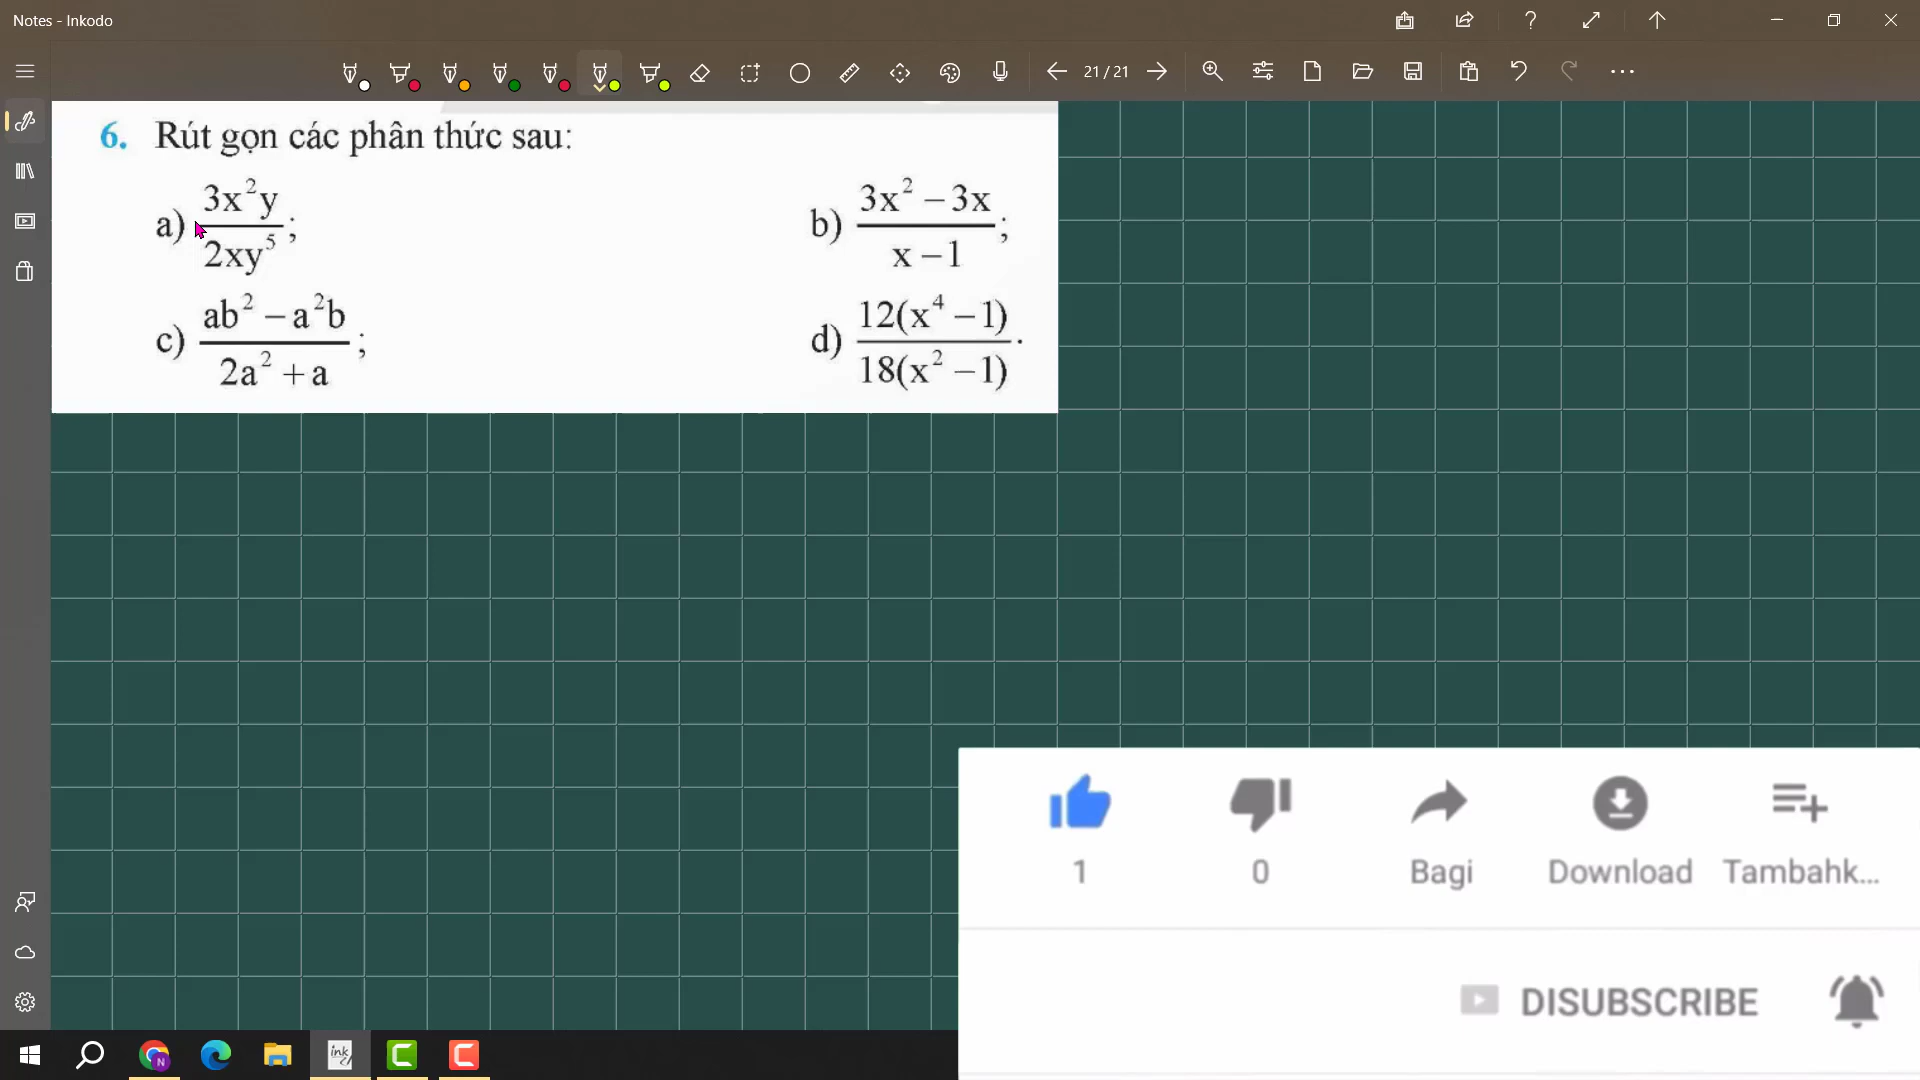 Notes - Inkodo
21 / 21
6. Rút gọn các phân thức sau:
a) 3x²y / 2xy⁵ ;
b) 3x² − 3x / x − 1 ;
c) ab² − a²b / 2a² + a ;
d) 12(x⁴ − 1) / 18(x² − 1) .
1
0
Bagi
Download
Tambahk...
DISUBSCRIBE
N
ink